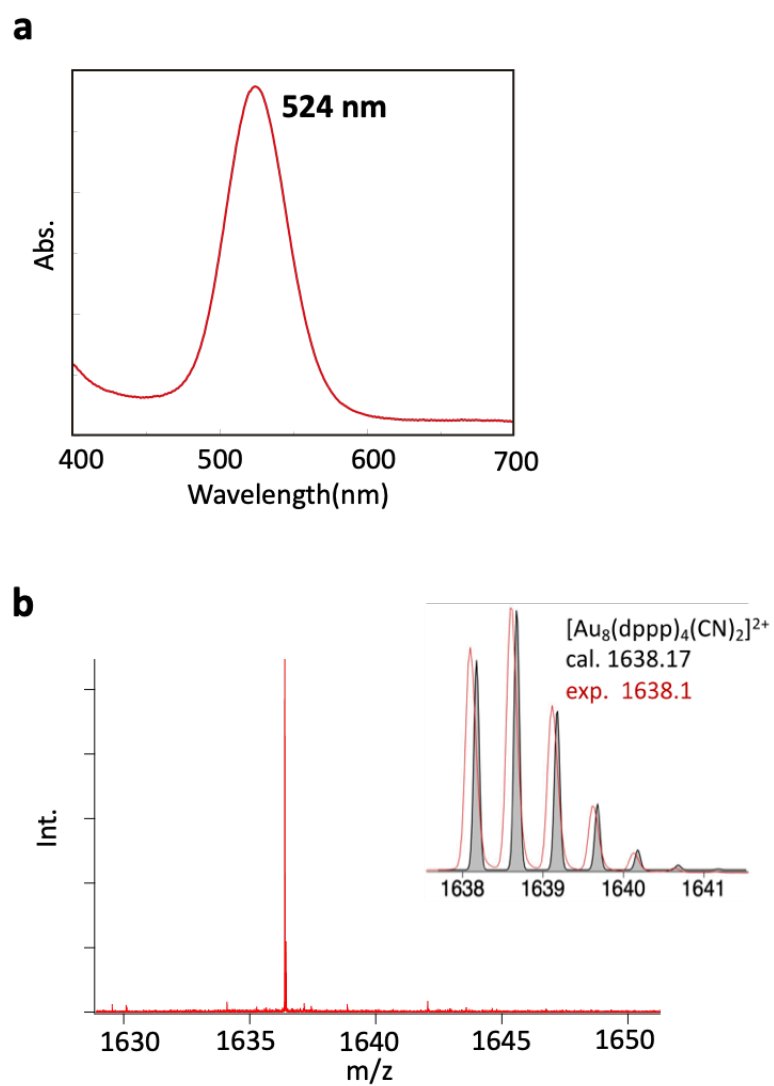 a
524 nm
Abs.
400 500 600 700
Wavelength(nm)
b
[Au₈(dppp)₄(CN)₂]²⁺
cal. 1638.17
exp. 1638.1
1638 1639 1640 1641
Int.
1630 1635 1640 1645 1650
m/z